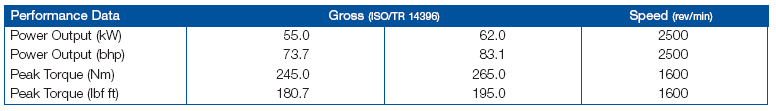 Performance Data Gross (ISO/TR 14396) Speed (rev/min)
Power Output (kW) 55.0 62.0 2500
Power Output (bhp) 73.7 83.1 2500
Peak Torque (Nm) 245.0 265.0 1600
Peak Torque (lbf ft) 180.7 195.0 1600